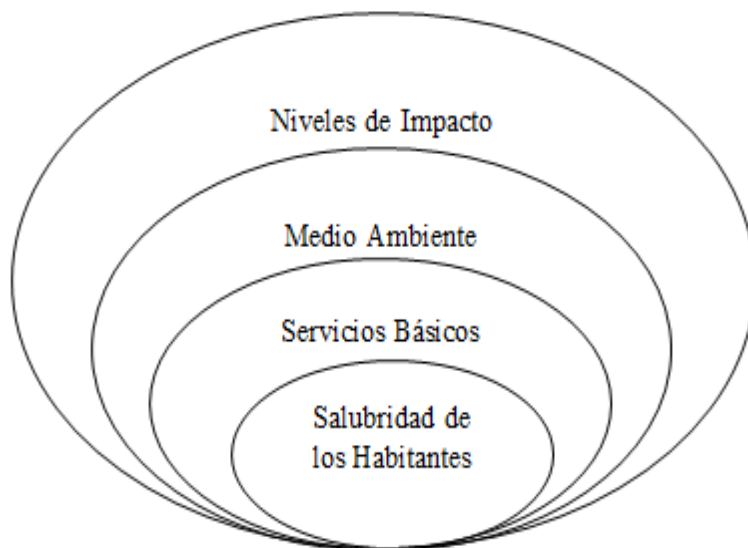 Niveles de Impacto
Medio Ambiente
Servicios Básicos
Salubridad de
los Habitantes